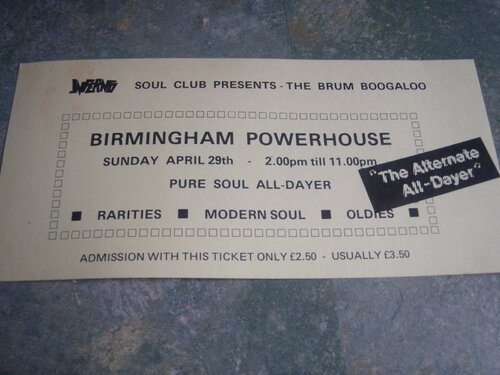 INFERNO SOUL CLUB PRESENTS - THE BRUM BOOGALOO
BIRMINGHAM POWERHOUSE
SUNDAY APRIL 29th - 2.00pm till 11.00pm
PURE SOUL ALL-DAYER
"The Alternate
All-Dayer"
■ RARITIES ■ MODERN SOUL ■ OLDIES ■
ADMISSION WITH THIS TICKET ONLY £2.50 - USUALLY £3.50